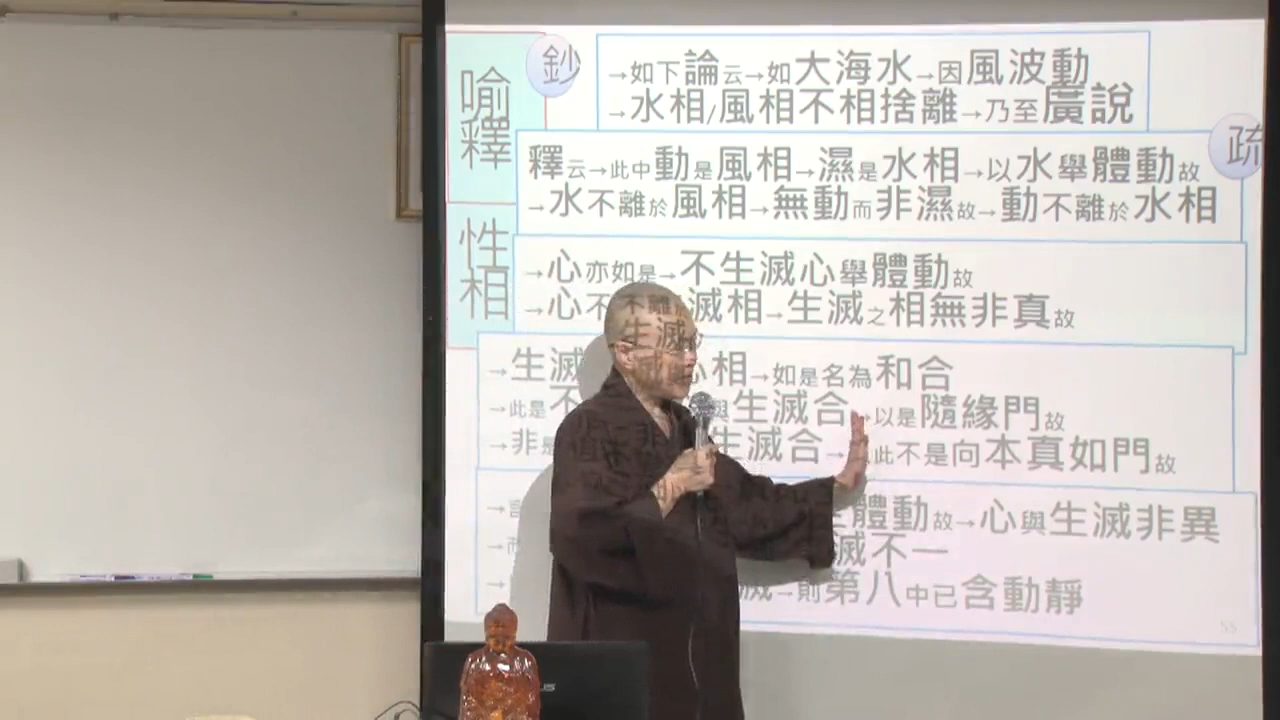 喻釋
鈔
→如下論云→如大海水→因風波動
→水相/風相不相捨離→乃至廣說
疏
釋云→此中動是風相→濕是水相→以水舉體動故
→水不離於風相→無動而非濕故→動不離於水相
性相
→心亦如是→不生滅心舉體動故
→心不離滅相→生滅之相無非真故
→生滅心相→如是名為和合
→此是不與生滅合→以是隨緣門故
→非是生滅合→此不是向本真如門故
體動故→心與生滅非異
滅不一
滅→前第八中已含動靜
55